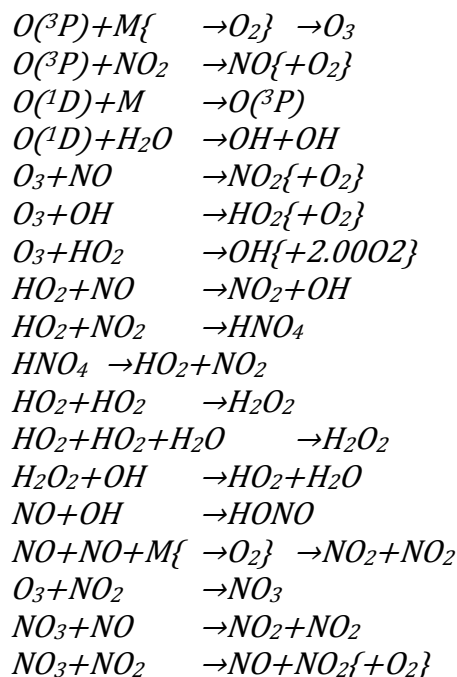 O(³P)+M{ →O₂} →O₃
O(³P)+NO₂ →NO{+O₂}
O(¹D)+M →O(³P)
O(¹D)+H₂O →OH+OH
O₃+NO →NO₂{+O₂}
O₃+OH →HO₂{+O₂}
O₃+HO₂ →OH{+2.00O2}
HO₂+NO →NO₂+OH
HO₂+NO₂ →HNO₄
HNO₄ →HO₂+NO₂
HO₂+HO₂ →H₂O₂
HO₂+HO₂+H₂O →H₂O₂
H₂O₂+OH →HO₂+H₂O
NO+OH →HONO
NO+NO+M{ →O₂} →NO₂+NO₂
O₃+NO₂ →NO₃
NO₃+NO →NO₂+NO₂
NO₃+NO₂ →NO+NO₂{+O₂}